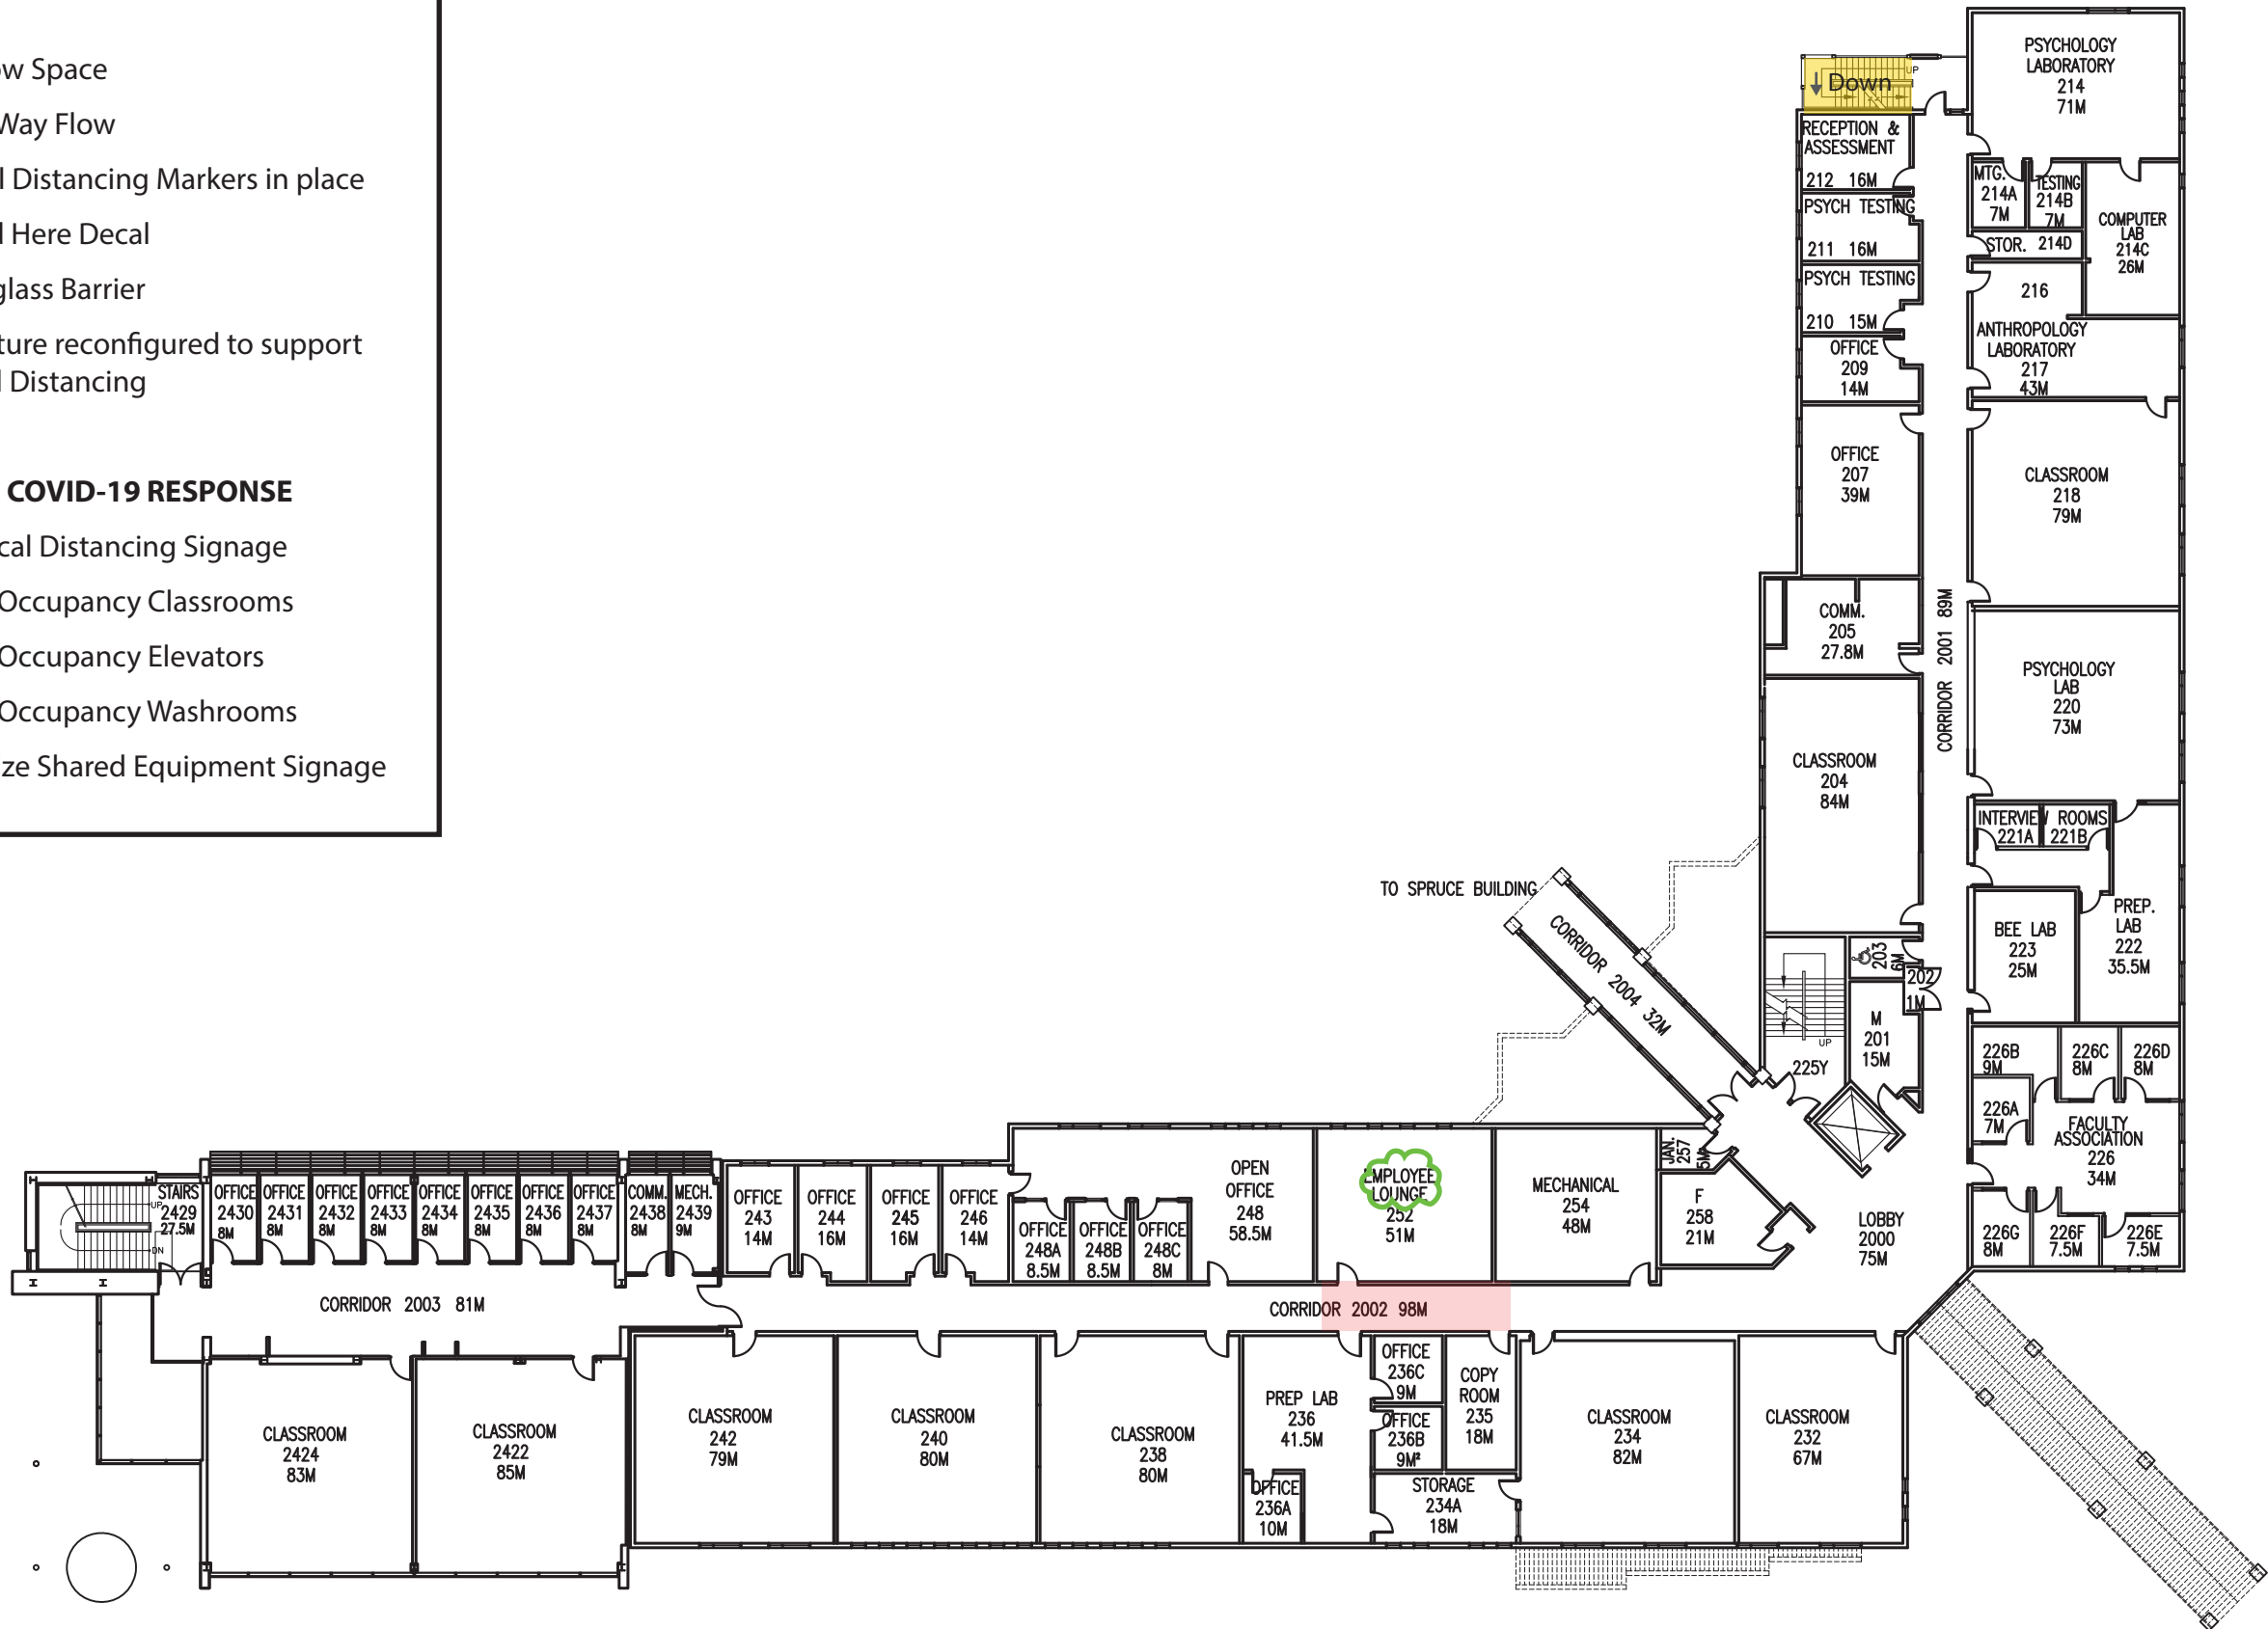 ow Space
Way Flow
l Distancing Markers in place
d Here Decal
glass Barrier
ture reconfigured to support
l Distancing
COVID-19 RESPONSE
cal Distancing Signage
Occupancy Classrooms
Occupancy Elevators
Occupancy Washrooms
ze Shared Equipment Signage
Down
UP
PSYCHOLOGY
LABORATORY
214
71M
RECEPTION &
ASSESSMENT
212 16M
PSYCH TESTING
211 16M
PSYCH TESTING
210 15M
OFFICE
209
14M
OFFICE
207
39M
MTG.
214A
7M
TESTING
214B
7M
STOR. 214D
COMPUTER
LAB
214C
26M
216
ANTHROPOLOGY
LABORATORY
217
43M
CLASSROOM
218
79M
COMM.
205
27.8M
CORRIDOR 2001 89M
PSYCHOLOGY
LAB
220
73M
CLASSROOM
204
84M
INTERVIEW ROOMS
221A 221B
BEE LAB
223
25M
PREP.
LAB
222
35.5M
TO SPRUCE BUILDING
CORRIDOR 2004 32M
203
6M
202
1M
M
201
15M
UP
225Y
226B
9M
226C
8M
226D
8M
226A
7M
FACULTY
ASSOCIATION
226
34M
226G
8M
226F
7.5M
226E
7.5M
LOBBY
2000
75M
JAN.
257
5M
F
258
21M
MECHANICAL
254
48M
EMPLOYEE
LOUNGE
252
51M
OPEN
OFFICE
248
58.5M
OFFICE
248A
8.5M
OFFICE
248B
8.5M
OFFICE
248C
8M
OFFICE
246
14M
OFFICE
245
16M
OFFICE
244
16M
OFFICE
243
14M
MECH.
2439
9M
COMM.
2438
8M
OFFICE
2437
8M
OFFICE
2436
8M
OFFICE
2435
8M
OFFICE
2434
8M
OFFICE
2433
8M
OFFICE
2432
8M
OFFICE
2431
8M
OFFICE
2430
8M
STAIRS
2429
27.5M
UP
DN
CORRIDOR 2003 81M
CORRIDOR 2002 98M
CLASSROOM
2424
83M
CLASSROOM
2422
85M
CLASSROOM
242
79M
CLASSROOM
240
80M
CLASSROOM
238
80M
PREP LAB
236
41.5M
OFFICE
236A
10M
OFFICE
236C
9M
OFFICE
236B
9M²
COPY
ROOM
235
18M
STORAGE
234A
18M
CLASSROOM
234
82M
CLASSROOM
232
67M